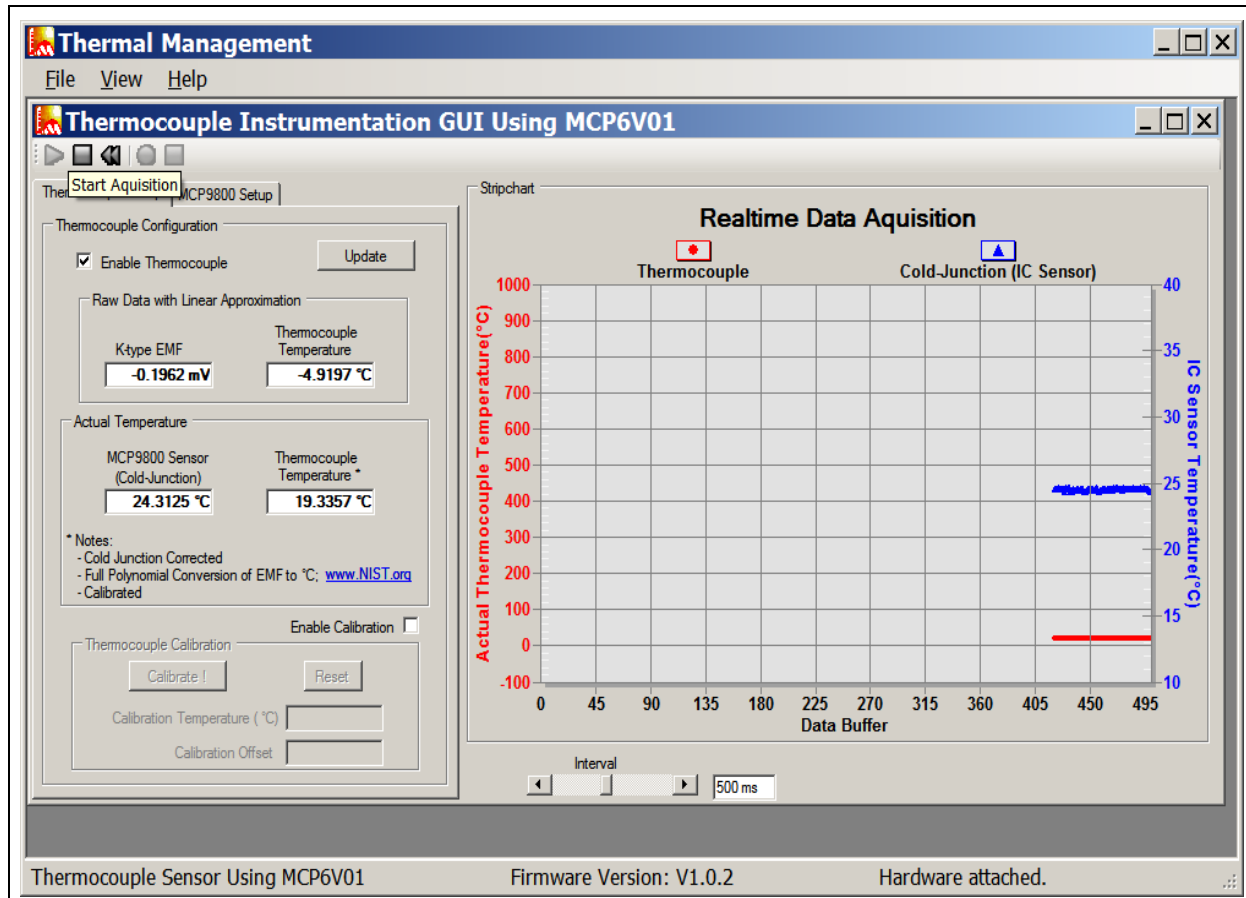 Thermal Management
File View Help
Thermocouple Instrumentation GUI Using MCP6V01
Start Aquisition
Ther
MCP9800 Setup
Thermocouple Configuration
Enable Thermocouple
Update
Raw Data with Linear Approximation
K-type EMF
Thermocouple
Temperature
-0.1962 mV
-4.9197 °C
Actual Temperature
MCP9800 Sensor
(Cold-Junction)
Thermocouple
Temperature *
24.3125 °C
19.3357 °C
* Notes:
- Cold Junction Corrected
- Full Polynomial Conversion of EMF to °C; www.NIST.org
- Calibrated
Enable Calibration
Thermocouple Calibration
Calibrate !
Reset
Calibration Temperature ( °C)
Calibration Offset
Stripchart
Realtime Data Aquisition
Thermocouple
Cold-Junction (IC Sensor)
Actual Thermocouple Temperature(°C)
1000
900
800
700
600
500
400
300
200
100
0
-100
40
35
30
25
20
15
10
IC Sensor Temperature(°C)
0 45 90 135 180 225 270 315 360 405 450 495
Data Buffer
Interval
500 ms
Thermocouple Sensor Using MCP6V01
Firmware Version: V1.0.2
Hardware attached.